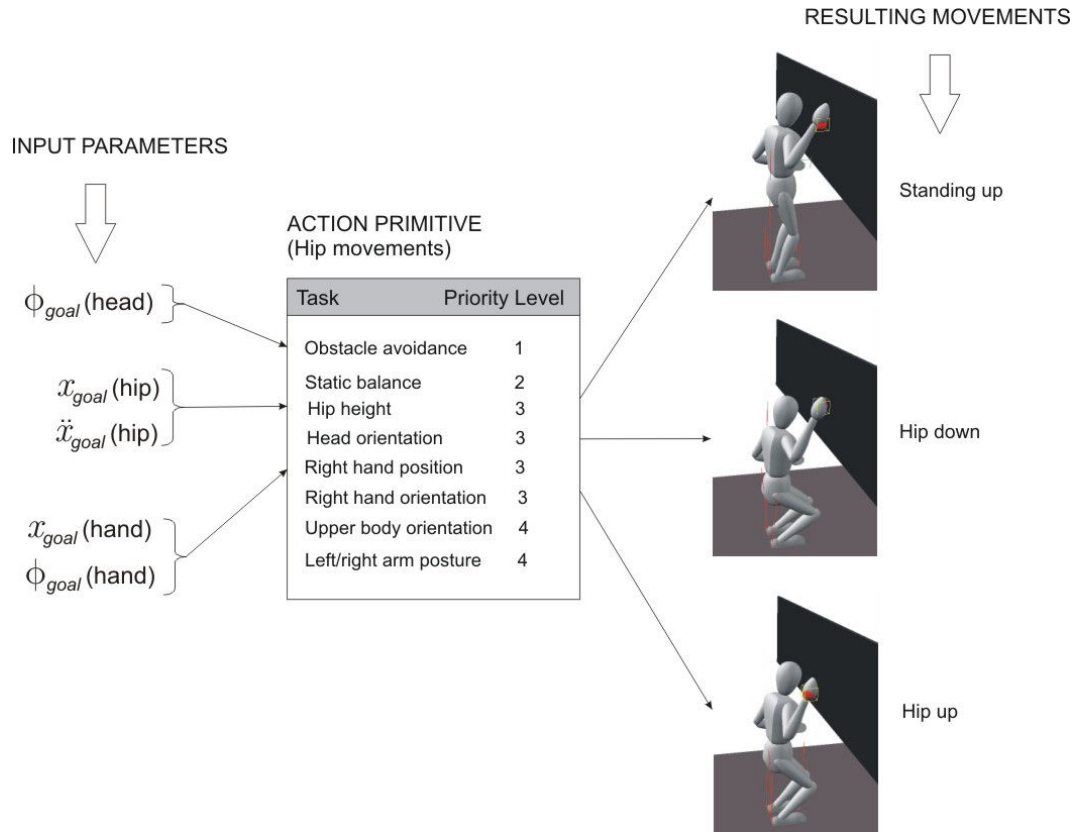 RESULTING MOVEMENTS
INPUT PARAMETERS
ϕgoal (head)
xgoal (hip)
ẍgoal (hip)
xgoal (hand)
ϕgoal (hand)
ACTION PRIMITIVE
(Hip movements)
Task Priority Level
Obstacle avoidance 1
Static balance 2
Hip height 3
Head orientation 3
Right hand position 3
Right hand orientation 3
Upper body orientation 4
Left/right arm posture 4
Standing up
Hip down
Hip up